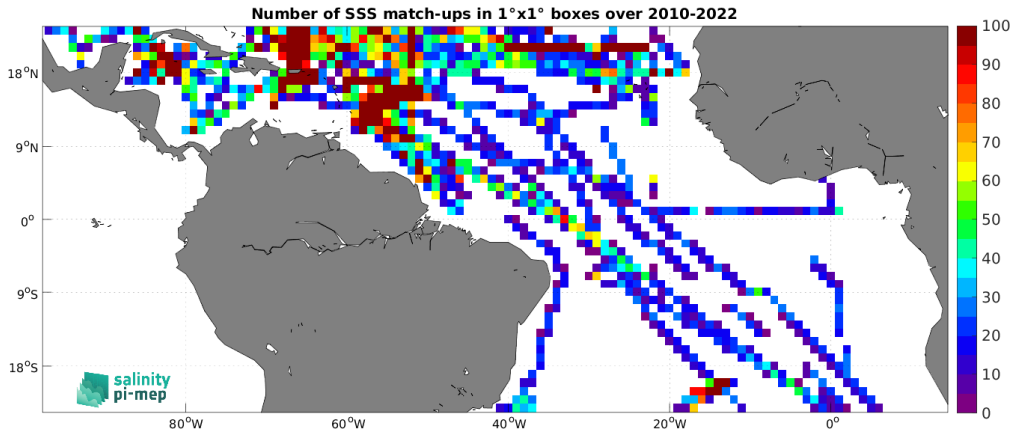 Number of SSS match-ups in 1°x1° boxes over 2010-2022
100
90
80
70
60
50
40
30
20
10
0
18°N
9°N
0°
9°S
18°S
salinity
pi-mep
80°W
60°W
40°W
20°W
0°